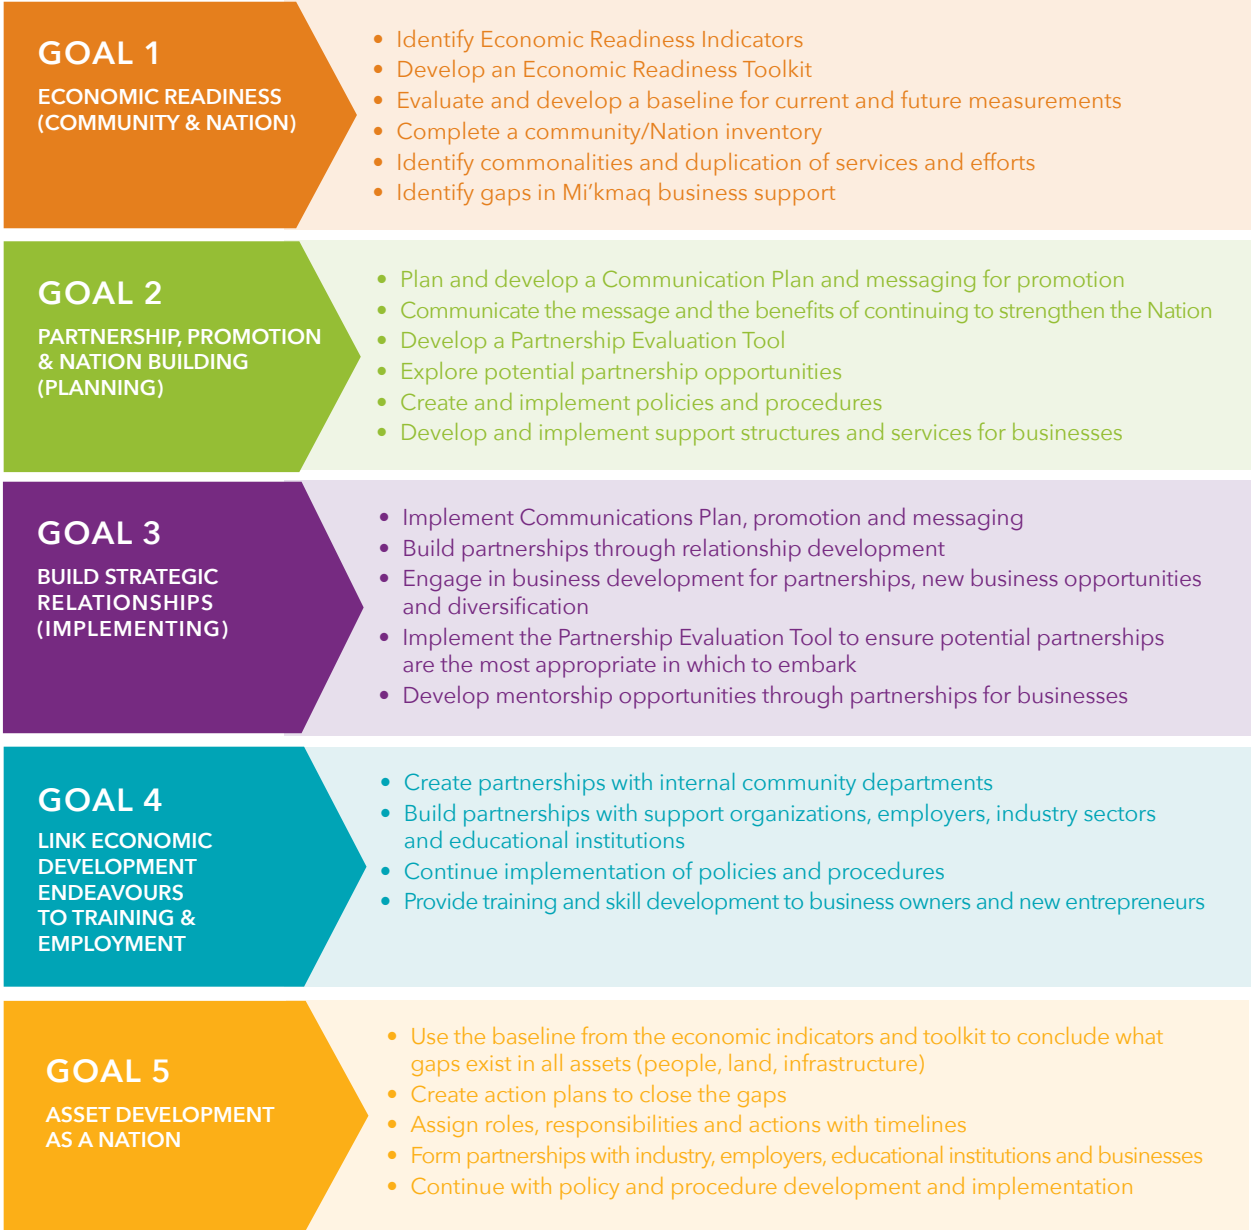 GOAL 1
ECONOMIC READINESS
(COMMUNITY & NATION)
• Identify Economic Readiness Indicators
• Develop an Economic Readiness Toolkit
• Evaluate and develop a baseline for current and future measurements
• Complete a community/Nation inventory
• Identify commonalities and duplication of services and efforts
• Identify gaps in Mi’kmaq business support
GOAL 2
PARTNERSHIP, PROMOTION
& NATION BUILDING
(PLANNING)
• Plan and develop a Communication Plan and messaging for promotion
• Communicate the message and the benefits of continuing to strengthen the Nation
• Develop a Partnership Evaluation Tool
• Explore potential partnership opportunities
• Create and implement policies and procedures
• Develop and implement support structures and services for businesses
GOAL 3
BUILD STRATEGIC
RELATIONSHIPS
(IMPLEMENTING)
• Implement Communications Plan, promotion and messaging
• Build partnerships through relationship development
• Engage in business development for partnerships, new business opportunities
and diversification
• Implement the Partnership Evaluation Tool to ensure potential partnerships
are the most appropriate in which to embark
• Develop mentorship opportunities through partnerships for businesses
GOAL 4
LINK ECONOMIC
DEVELOPMENT
ENDEAVOURS
TO TRAINING &
EMPLOYMENT
• Create partnerships with internal community departments
• Build partnerships with support organizations, employers, industry sectors
and educational institutions
• Continue implementation of policies and procedures
• Provide training and skill development to business owners and new entrepreneurs
GOAL 5
ASSET DEVELOPMENT
AS A NATION
• Use the baseline from the economic indicators and toolkit to conclude what
gaps exist in all assets (people, land, infrastructure)
• Create action plans to close the gaps
• Assign roles, responsibilities and actions with timelines
• Form partnerships with industry, employers, educational institutions and businesses
• Continue with policy and procedure development and implementation